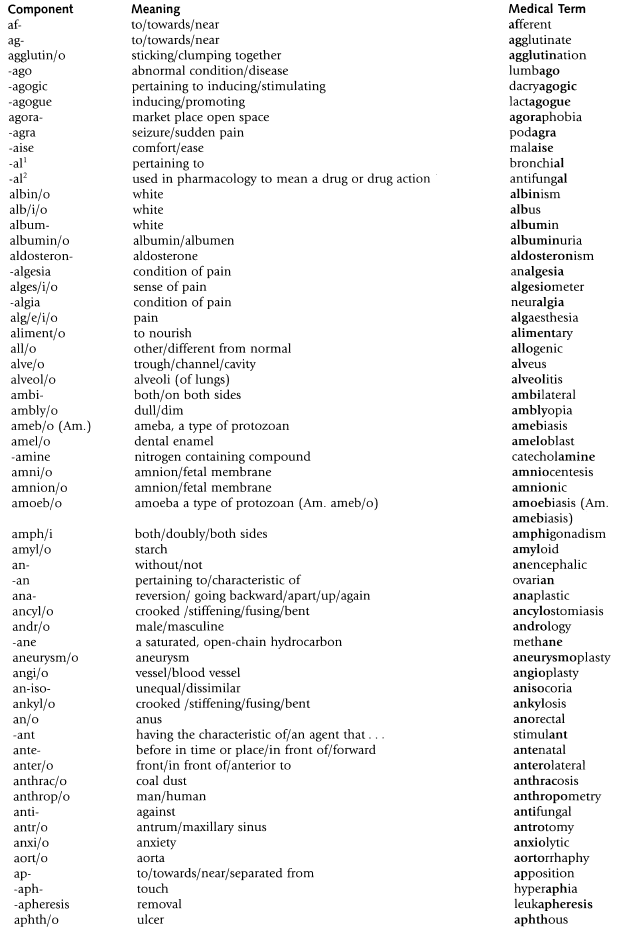 Component Meaning Medical Term
af- to/towards/near afferent
ag- to/towards/near agglutinate
agglutin/o sticking/clumping together agglutination
-ago abnormal condition/disease lumbago
-agogic pertaining to inducing/stimulating dacryagogic
-agogue inducing/promoting lactagogue
agora- market place open space agoraphobia
-agra seizure/sudden pain podagra
-aise comfort/ease malaise
-al¹ pertaining to bronchial
-al² used in pharmacology to mean a drug or drug action antifungal
albin/o white albinism
alb/i/o white albus
album- white albumin
albumin/o albumin/albumen albuminuria
aldosteron- aldosterone aldosteronism
-algesia condition of pain analgesia
alges/i/o sense of pain algesiometer
-algia condition of pain neuralgia
alg/e/i/o pain algaesthesia
aliment/o to nourish alimentary
all/o other/different from normal allogenic
alve/o trough/channel/cavity alveus
alveol/o alveoli (of lungs) alveolitis
ambi- both/on both sides ambilateral
ambly/o dull/dim amblyopia
ameb/o (Am.) ameba, a type of protozoan amebiasis
amel/o dental enamel ameloblast
-amine nitrogen containing compound catecholamine
amni/o amnion/fetal membrane amniocentesis
amnion/o amnion/fetal membrane amnionic
amoeb/o amoeba a type of protozoan (Am. ameb/o) amoebiasis (Am.
amebiasis)
amph/i both/doubly/both sides amphigonadism
amyl/o starch amyloid
an- without/not anencephalic
-an pertaining to/characteristic of ovarian
ana- reversion/ going backward/apart/up/again anaplastic
ancyl/o crooked /stiffening/fusing/bent ancylostomiasis
andr/o male/masculine andrology
-ane a saturated, open-chain hydrocarbon methane
aneurysm/o aneurysm aneurysmoplasty
angi/o vessel/blood vessel angioplasty
an-iso- unequal/dissimilar anisocoria
ankyl/o crooked /stiffening/fusing/bent ankylosis
an/o anus anorectal
-ant having the characteristic of/an agent that . . . stimulant
ante- before in time or place/in front of/forward antenatal
anter/o front/in front of/anterior to anterolateral
anthrac/o coal dust anthracosis
anthrop/o man/human anthropometry
anti- against antifungal
antr/o antrum/maxillary sinus antrotomy
anxi/o anxiety anxiolytic
aort/o aorta aortorrhaphy
ap- to/towards/near/separated from apposition
-aph- touch hyperaphia
-apheresis removal leukapheresis
aphth/o ulcer aphthous